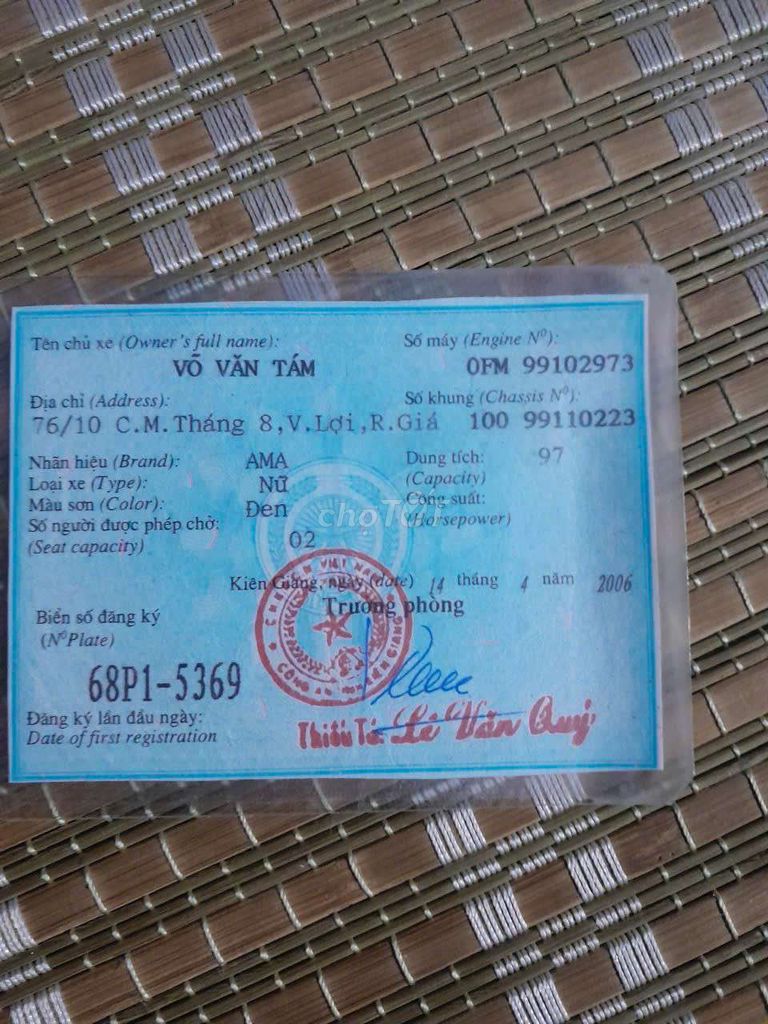 Tên chủ xe (Owner's full name):
VÕ VĂN TÁM
Số máy (Engine Nº):
0FM 99102973
Địa chỉ (Address):
76/10 C.M.Tháng 8,V.Lợi,R.Giá
Số khung (Chassis Nº):
100 99110223
Nhãn hiệu (Brand): AMA
Loại xe (Type): Nữ
Màu sơn (Color): Đen
Số người được phép chở: 02
(Seat capacity)
Dung tích: 97
(Capacity)
Công suất:
(Horsepower)
choTỐT
Kiên Giang, ngày (date) 14 tháng 4 năm 2006
Trưởng phòng
Biển số đăng ký
(Nº Plate)
68P1-5369
Đăng ký lần đầu ngày:
Date of first registration
Thiếu Tá: Lê Văn Quý